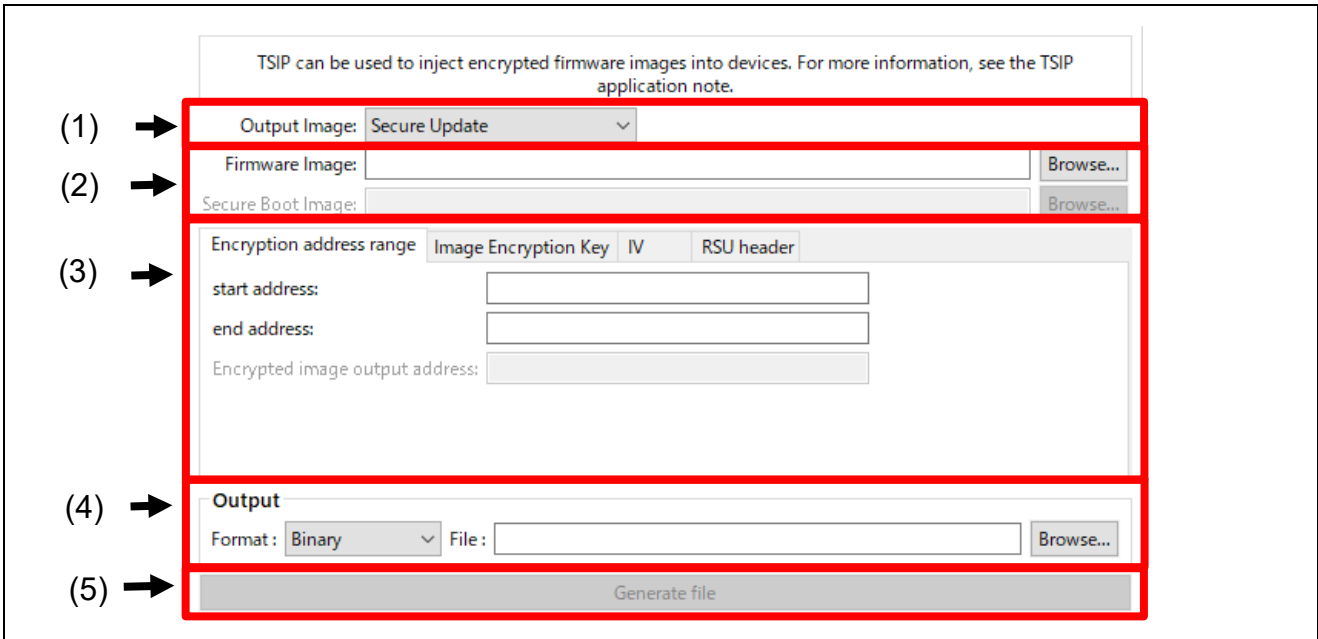 TSIP can be used to inject encrypted firmware images into devices. For more information, see the TSIP
application note.
(1) Output Image: Secure Update
(2) Firmware Image: Browse...
Secure Boot Image: Browse...
(3) Encryption address range Image Encryption Key IV RSU header
start address:
end address:
Encrypted image output address:
(4) Output
Format : Binary File : Browse...
(5) Generate file